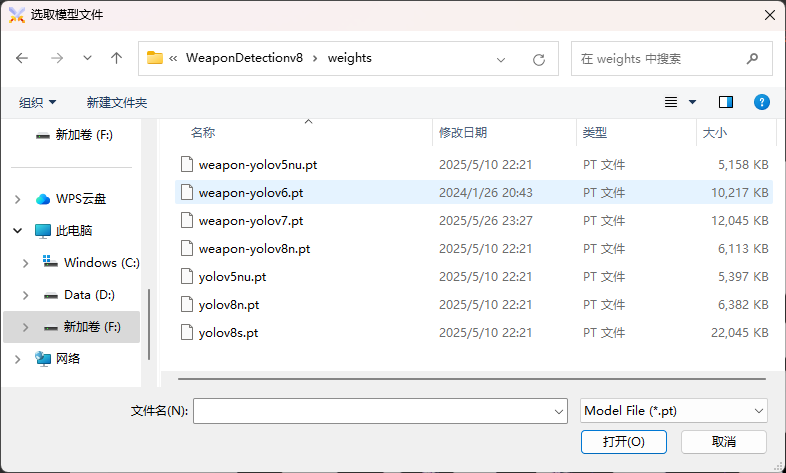 选取模型文件
« WeaponDetectionv8 › weights
在 weights 中搜索
组织 新建文件夹
新加卷 (F:)
WPS云盘
此电脑
Windows (C:)
Data (D:)
新加卷 (F:)
网络
名称 修改日期 类型 大小
weapon-yolov5nu.pt 2025/5/10 22:21 PT 文件 5,158 KB
weapon-yolov6.pt 2024/1/26 20:43 PT 文件 10,217 KB
weapon-yolov7.pt 2025/5/26 23:27 PT 文件 12,045 KB
weapon-yolov8n.pt 2025/5/10 22:21 PT 文件 6,113 KB
yolov5nu.pt 2025/5/10 22:21 PT 文件 5,397 KB
yolov8n.pt 2025/5/10 22:21 PT 文件 6,382 KB
yolov8s.pt 2025/5/10 22:21 PT 文件 22,045 KB
文件名(N): Model File (*.pt)
打开(O) 取消